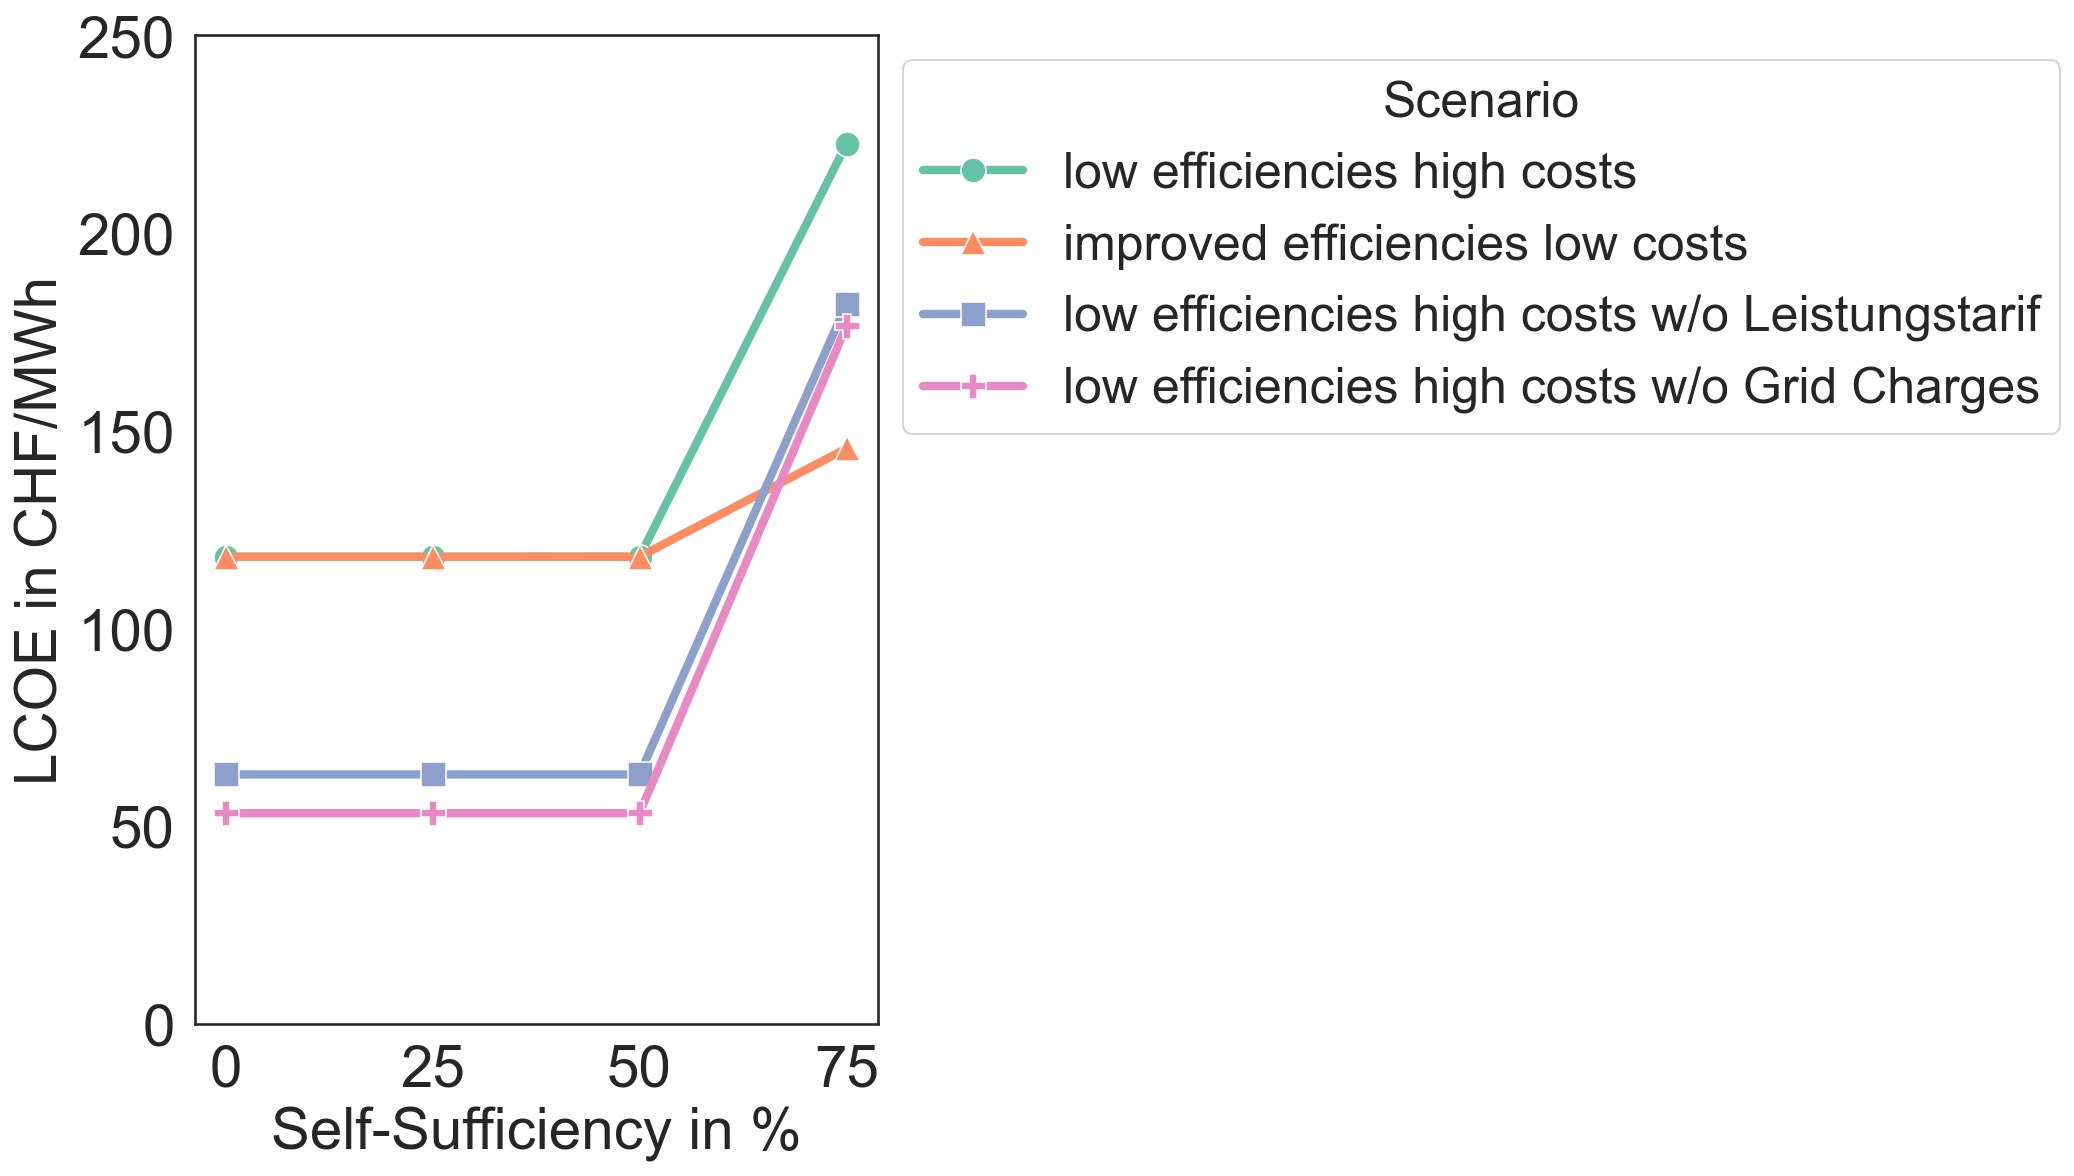 250
200
150
100
50
0
LCOE in CHF/MWh
0 25 50 75
Self-Sufficiency in %
Scenario
low efficiencies high costs
improved efficiencies low costs
low efficiencies high costs w/o Leistungstarif
low efficiencies high costs w/o Grid Charges